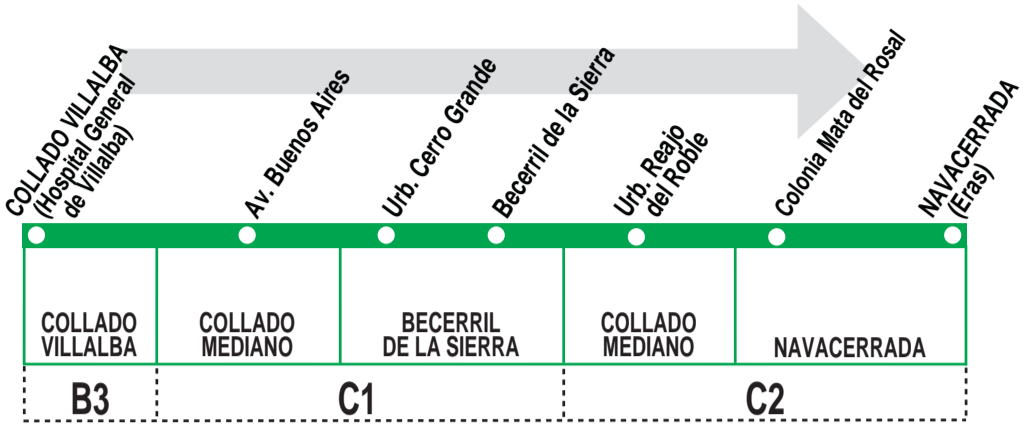 COLLADO VILLALBA
(Hospital General
de Villalba)
Av. Buenos Aires
Urb. Cerro Grande
Becerril de la Sierra
Urb. Reajo
del Roble
Colonia Mata del Rosal
NAVACERRADA
(Eras)
COLLADO
VILLALBA
COLLADO
MEDIANO
BECERRIL
DE LA SIERRA
COLLADO
MEDIANO
NAVACERRADA
B3
C1
C2